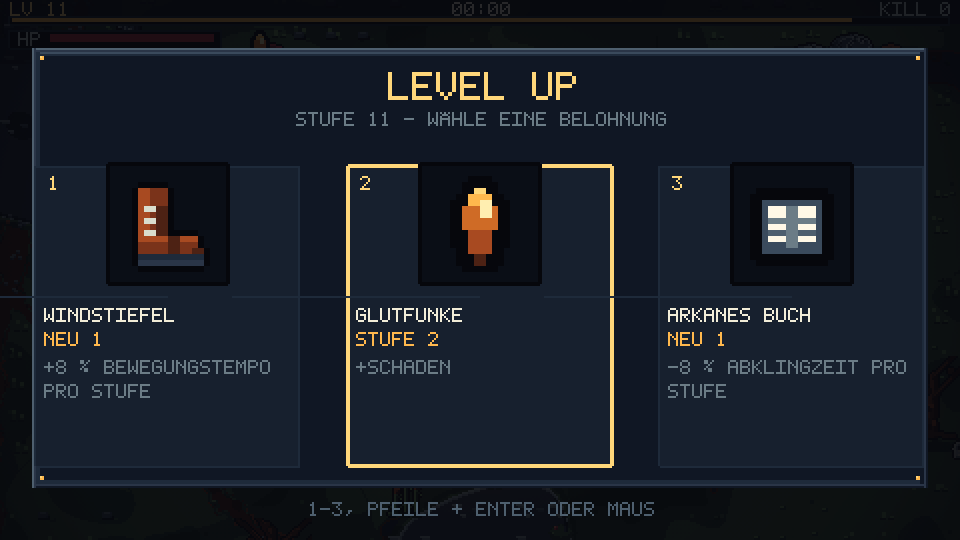 LV 11 00:00 KILL 0
HP
LEVEL UP
STUFE 11 – WÄHLE EINE BELOHNUNG
1 2 3
WINDSTIEFEL GLUTFUNKE ARKANES BUCH
NEU 1 STUFE 2 NEU 1
+8 % BEWEGUNGSTEMPO +SCHADEN -8 % ABKLINGZEIT PRO
PRO STUFE STUFE
1-3, PFEILE + ENTER ODER MAUS